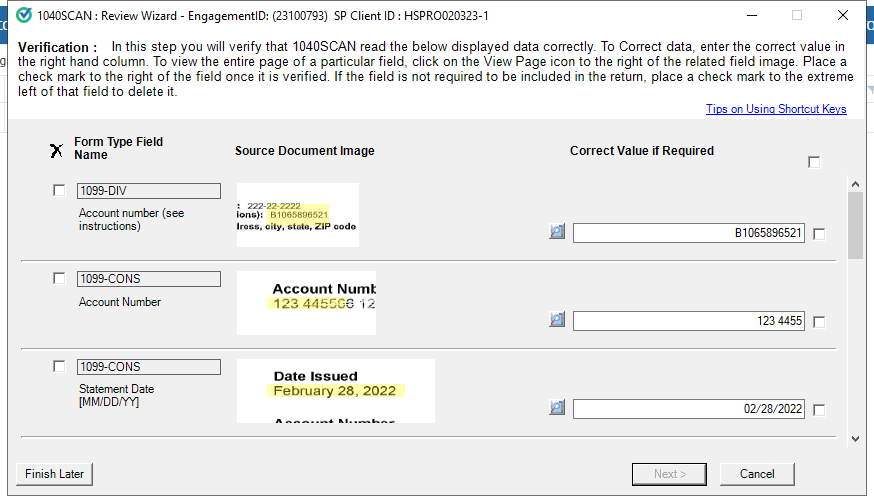 1040SCAN : Review Wizard - EngagementID: (23100793)  SP Client ID : HSPRO020323-1
Verification :   In this step you will verify that 1040SCAN read the below displayed data correctly. To Correct data, enter the correct value in
the right hand column. To view the entire page of a particular field, click on the View Page icon to the right of the related field image. Place a
check mark to the right of the field once it is verified. If the field is not required to be included in the return, place a check mark to the extreme
left of that field to delete it.
Tips on Using Shortcut Keys
Form Type Field
Name
Source Document Image
Correct Value if Required
1099-DIV
Account number (see
instructions)
: 222-22-2222
ions): B1065896521
dress, city, state, ZIP code
B1065896521
1099-CONS
Account Number
Account Numb
123 445566 12
123 4455
1099-CONS
Statement Date
[MM/DD/YY]
Date Issued
February 28, 2022
Account Number
02/28/2022
Finish Later
Next >
Cancel